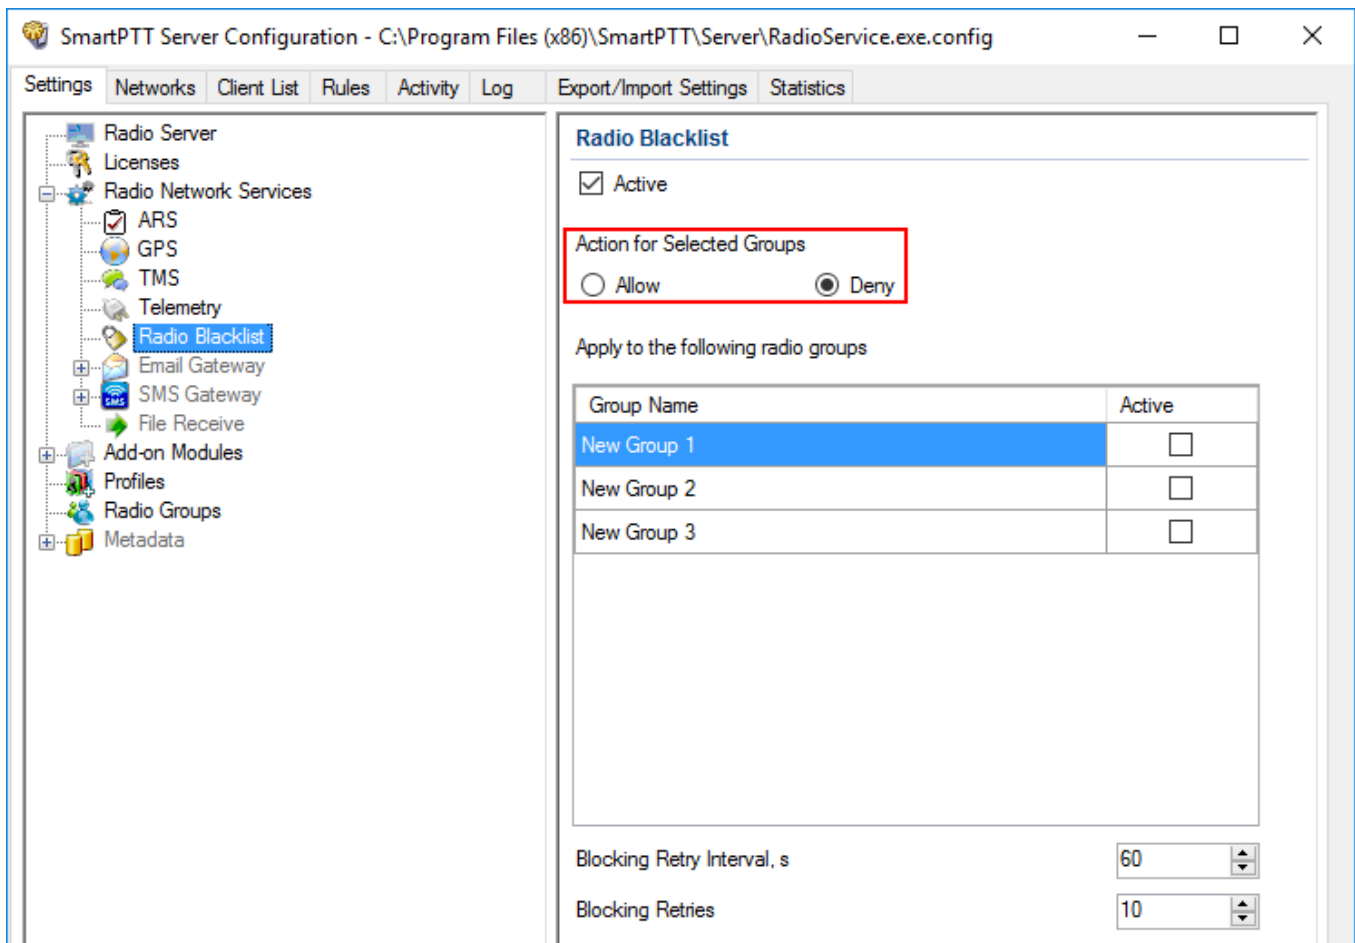 SmartPTT Server Configuration - C:\Program Files (x86)\SmartPTT\Server\RadioService.exe.config
Settings Networks Client List Rules Activity Log Export/Import Settings Statistics
Radio Server
Licenses
Radio Network Services
ARS
GPS
TMS
Telemetry
Radio Blacklist
Email Gateway
SMS
SMS Gateway
File Receive
Add-on Modules
Profiles
Radio Groups
Metadata
Radio Blacklist
Active
Action for Selected Groups
Allow Deny
Apply to the following radio groups
Group Name Active
New Group 1
New Group 2
New Group 3
Blocking Retry Interval, s 60
Blocking Retries 10